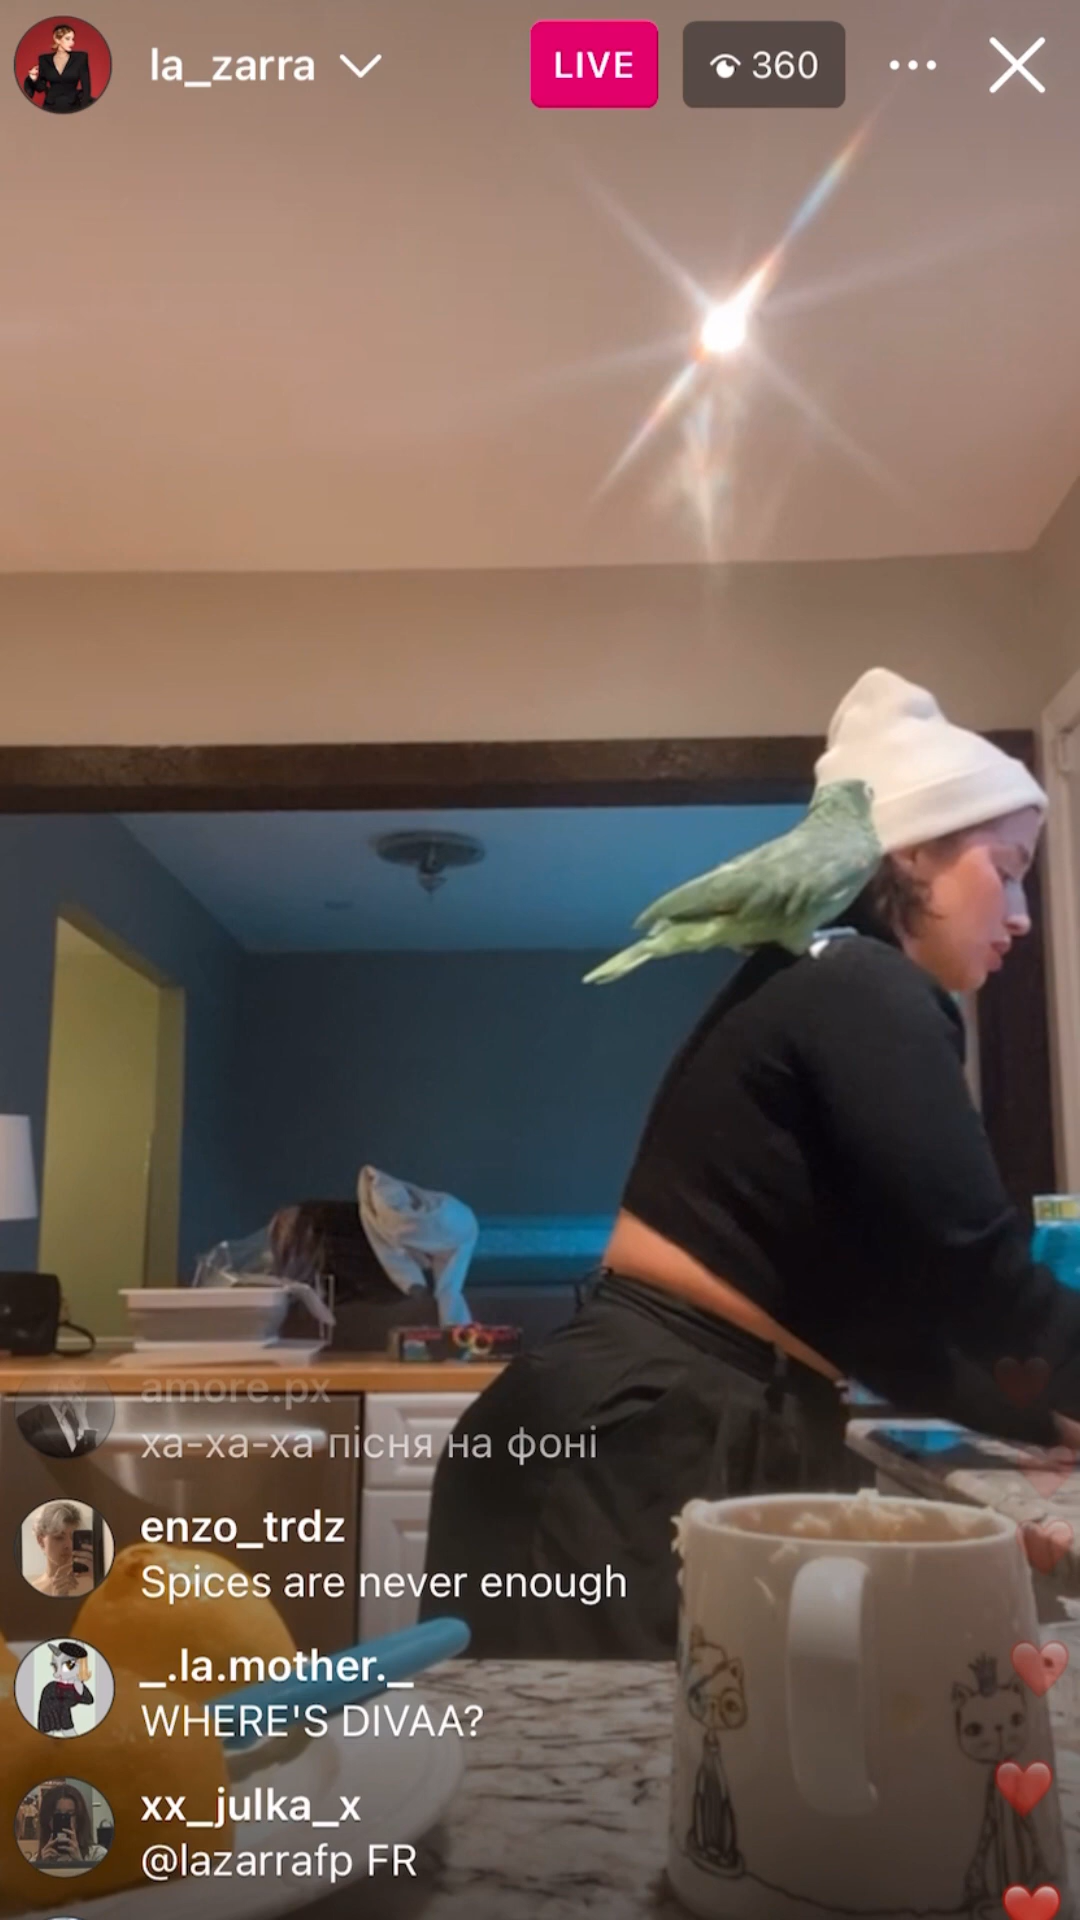 la_zarra
LIVE
360
amore.px
ха-ха-ха пісня на фоні
enzo_trdz
Spices are never enough
_.la.mother._
WHERE'S DIVAA?
xx_julka_x
@lazarrafp FR